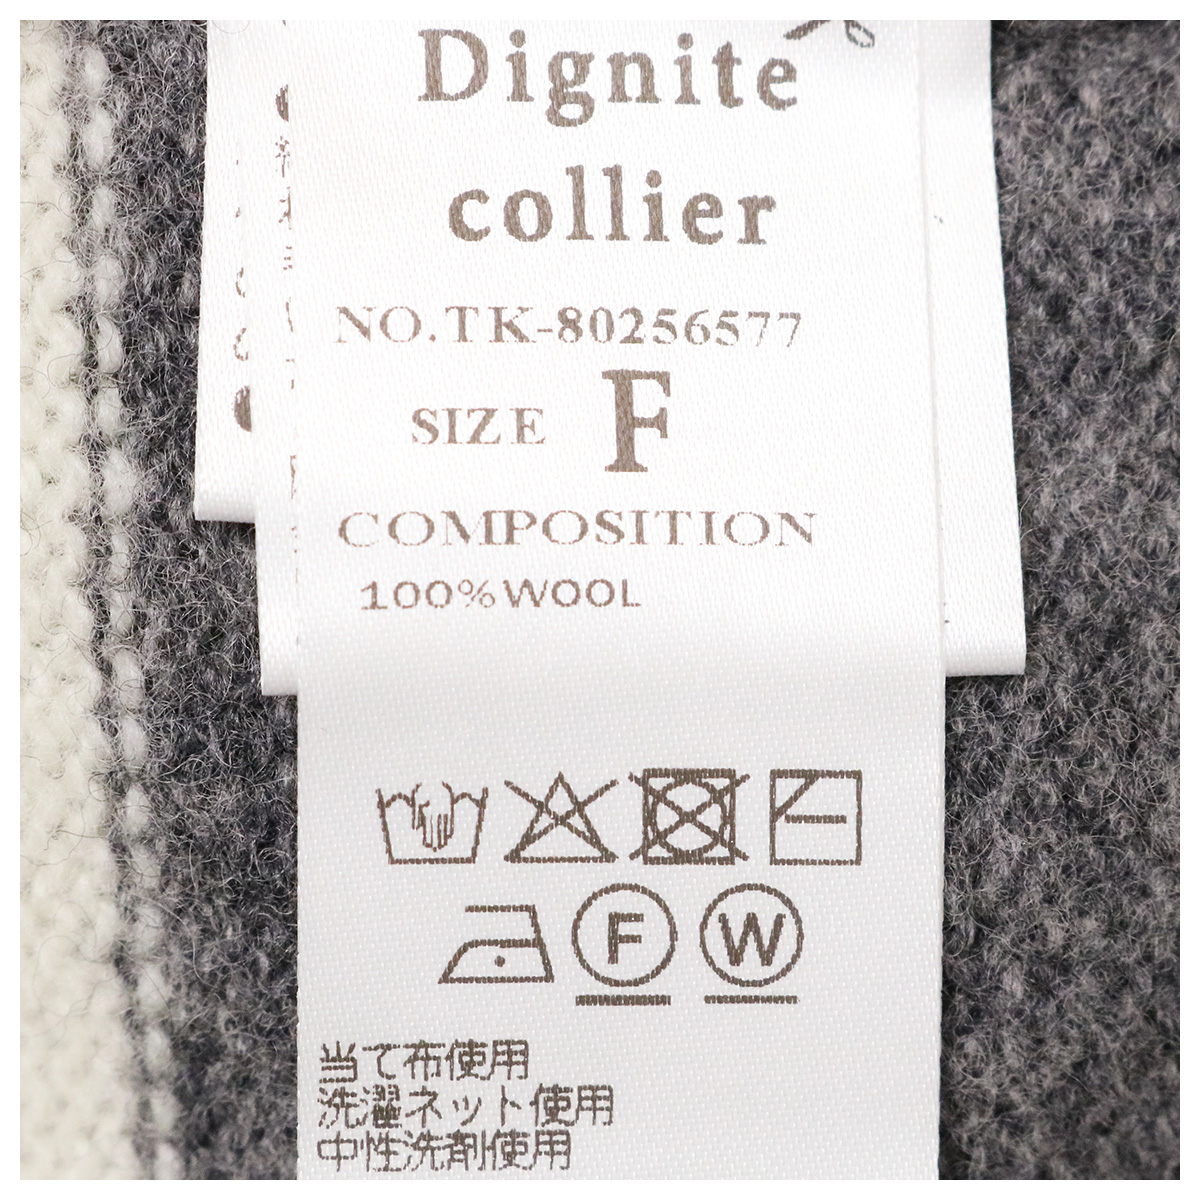 Dignite
collier
NO.TK-80256577
SIZE F
COMPOSITION
100%WOOL
F W
当て布使用
洗濯ネット使用
中性洗剤使用